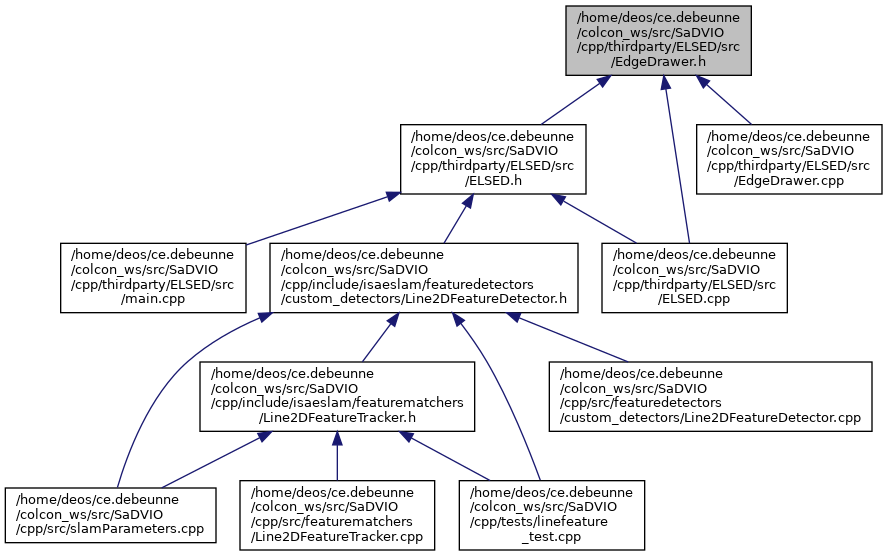 /home/deos/ce.debeunne
/colcon_ws/src/SaDVIO
/cpp/thirdparty/ELSED/src
/EdgeDrawer.h
/home/deos/ce.debeunne
/colcon_ws/src/SaDVIO
/cpp/thirdparty/ELSED/src
/ELSED.h
/home/deos/ce.debeunne
/colcon_ws/src/SaDVIO
/cpp/thirdparty/ELSED/src
/EdgeDrawer.cpp
/home/deos/ce.debeunne
/colcon_ws/src/SaDVIO
/cpp/thirdparty/ELSED/src
/main.cpp
/home/deos/ce.debeunne
/colcon_ws/src/SaDVIO
/cpp/include/isaeslam/featuredetectors
/custom_detectors/Line2DFeatureDetector.h
/home/deos/ce.debeunne
/colcon_ws/src/SaDVIO
/cpp/thirdparty/ELSED/src
/ELSED.cpp
/home/deos/ce.debeunne
/colcon_ws/src/SaDVIO
/cpp/include/isaeslam/featurematchers
/Line2DFeatureTracker.h
/home/deos/ce.debeunne
/colcon_ws/src/SaDVIO
/cpp/src/featuredetectors
/custom_detectors/Line2DFeatureDetector.cpp
/home/deos/ce.debeunne
/colcon_ws/src/SaDVIO
/cpp/src/slamParameters.cpp
/home/deos/ce.debeunne
/colcon_ws/src/SaDVIO
/cpp/src/featurematchers
/Line2DFeatureTracker.cpp
/home/deos/ce.debeunne
/colcon_ws/src/SaDVIO
/cpp/tests/linefeature
_test.cpp